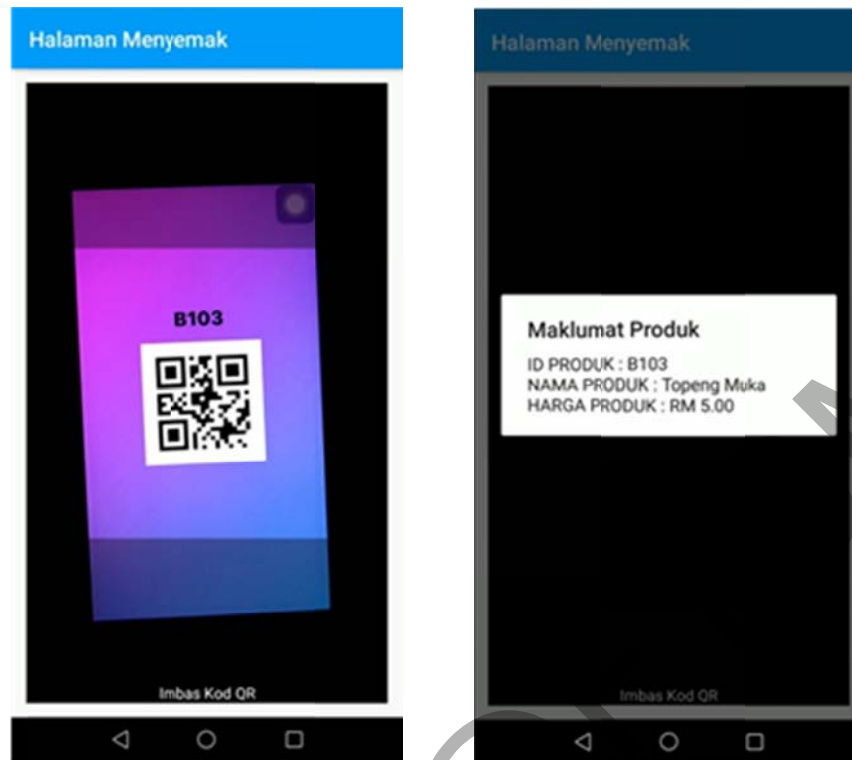 Halaman Menyemak
B103
Imbas Kod QR
Halaman Menyemak
Maklumat Produk
ID PRODUK : B103
NAMA PRODUK : Topeng Muka
HARGA PRODUK : RM 5.00
Imbas Kod QR